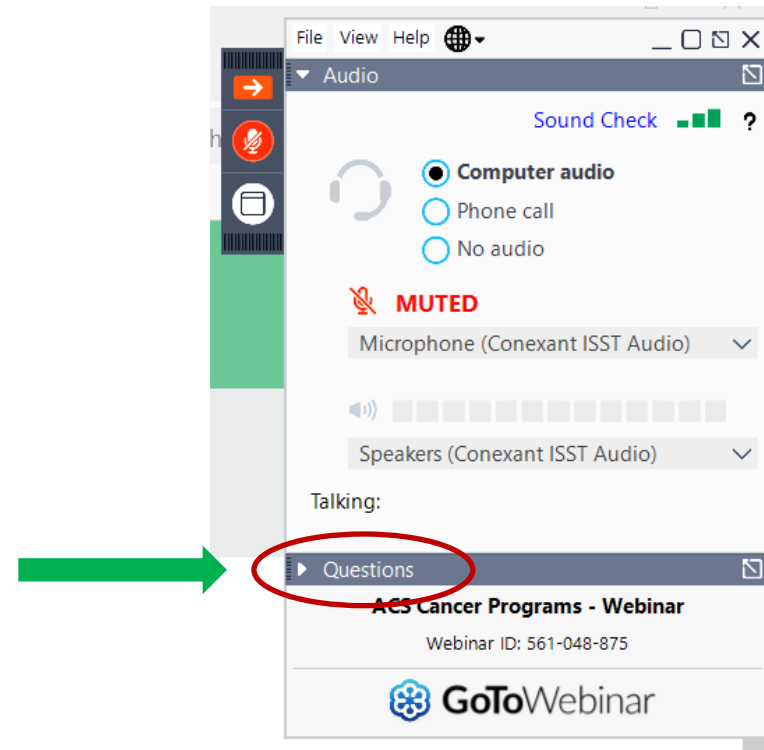 File View Help
Audio
Sound Check ?
Computer audio
Phone call
No audio
MUTED
Microphone (Conexant ISST Audio)
Speakers (Conexant ISST Audio)
Talking:
Questions
ACS Cancer Programs - Webinar
Webinar ID: 561-048-875
GoToWebinar
h